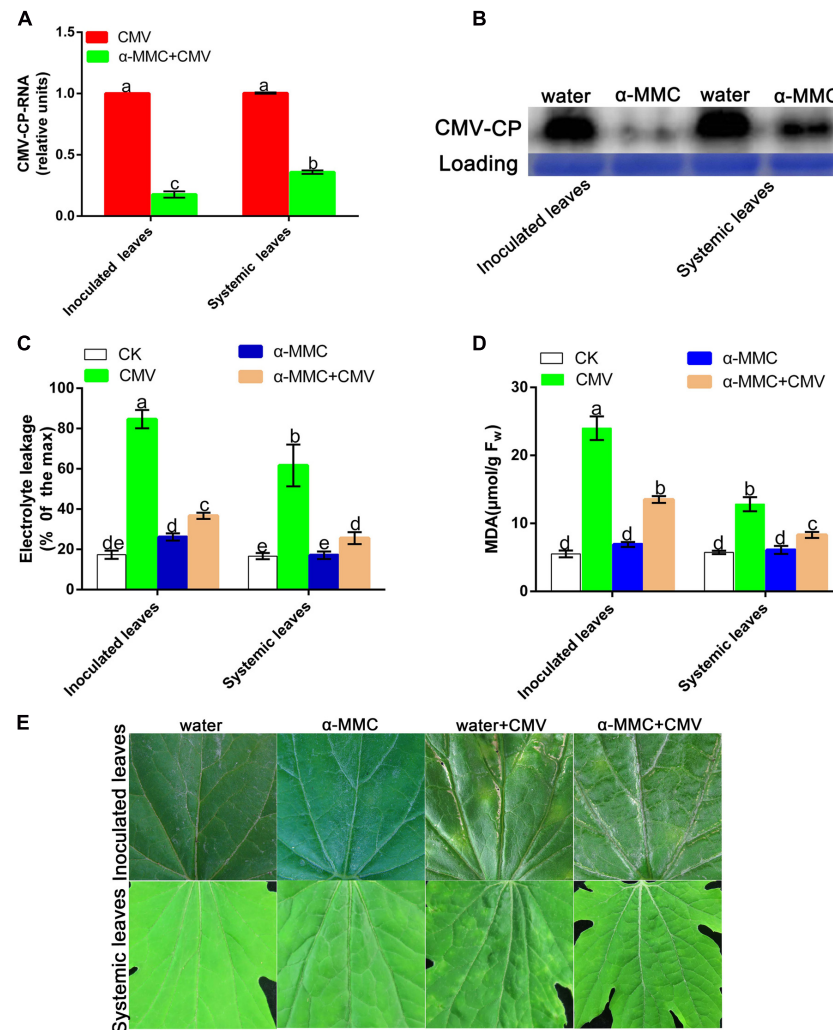 A
CMV
α-MMC+CMV
CMV-CP-RNA
(relative units)
1.5
1.0
0.5
0.0
a
c
a
b
Inoculated leaves
Systemic leaves
B
water α-MMC water α-MMC
CMV-CP
Loading
Inoculated leaves
Systemic leaves
C
CK
CMV
α-MMC
α-MMC+CMV
Electrolyte leakage
(% 0f the max)
100
80
60
40
20
0
de
a
d
c
e
b
e
d
Inoculated leaves
Systemic leaves
D
CK
CMV
α-MMC
α-MMC+CMV
MDA(μmol/g Fw)
30
20
10
0
d
a
d
b
d
b
d
c
Inoculated leaves
Systemic leaves
E
water α-MMC water+CMV α-MMC+CMV
Inoculated leaves
Systemic leaves